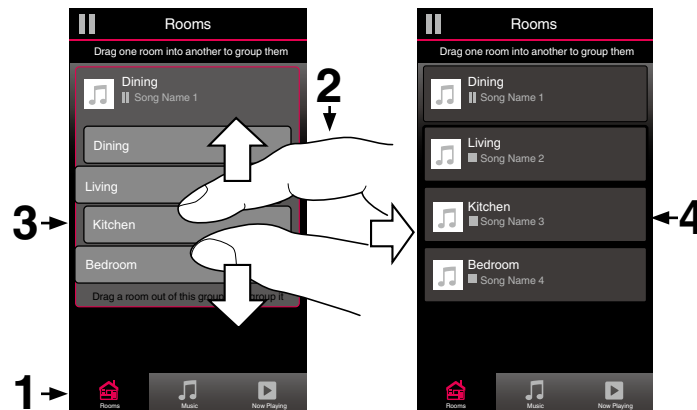 Rooms
Drag one room into another to group them
Dining
Song Name 1
Dining
Living
Kitchen
Bedroom
Drag a room out of this group it
Rooms
Music
Now Playing
1
2
3
Rooms
Drag one room into another to group them
Dining
Song Name 1
Living
Song Name 2
Kitchen
Song Name 3
Bedroom
Song Name 4
Rooms
Music
Now Playing
4